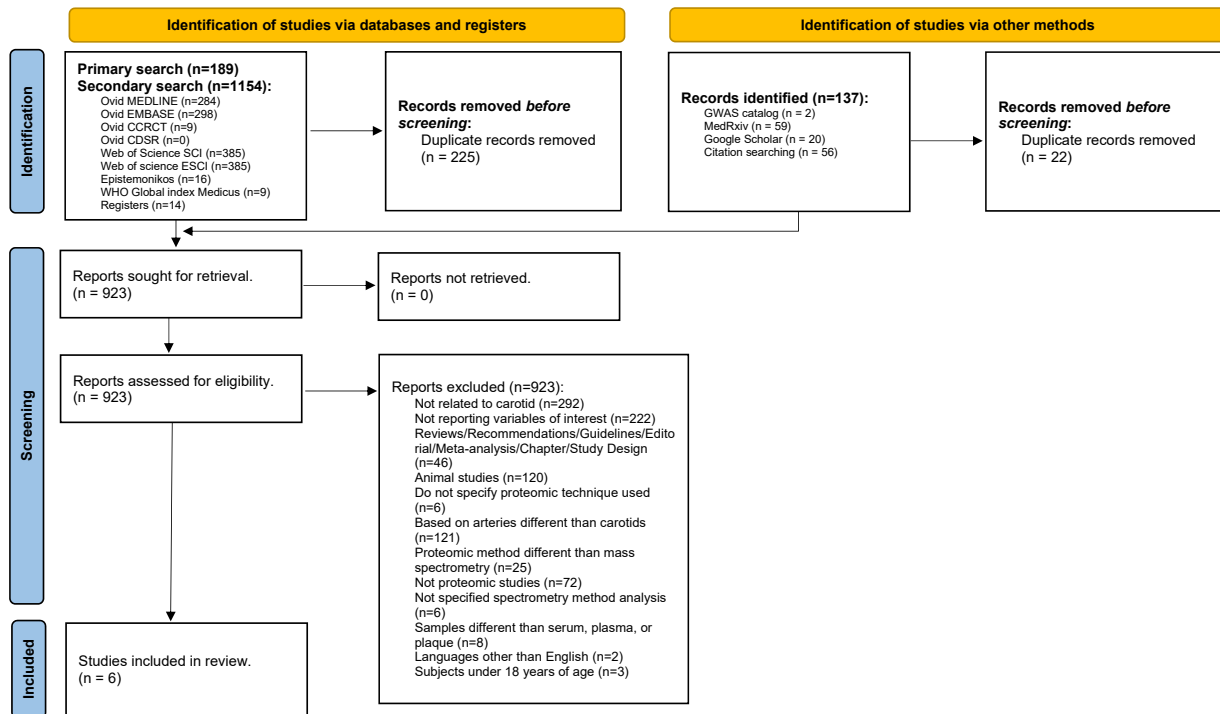 Identification of studies via databases and registers
Identification of studies via other methods
Identification
Primary search (n=189)
Secondary search (n=1154):
Ovid MEDLINE (n=284)
Ovid EMBASE (n=298)
Ovid CCRCT (n=9)
Ovid CDSR (n=0)
Web of Science SCI (n=385)
Web of science ESCI (n=385)
Epistemonikos (n=16)
WHO Global index Medicus (n=9)
Registers (n=14)
Records removed before
screening:
Duplicate records removed
(n = 225)
Records identified (n=137):
GWAS catalog (n = 2)
MedRxiv (n = 59)
Google Scholar (n = 20)
Citation searching (n = 56)
Records removed before
screening:
Duplicate records removed
(n = 22)
Screening
Reports sought for retrieval.
(n = 923)
Reports not retrieved.
(n = 0)
Reports assessed for eligibility.
(n = 923)
Reports excluded (n=923):
Not related to carotid (n=292)
Not reporting variables of interest (n=222)
Reviews/Recommendations/Guidelines/Edito
rial/Meta-analysis/Chapter/Study Design
(n=46)
Animal studies (n=120)
Do not specify proteomic technique used
(n=6)
Based on arteries different than carotids
(n=121)
Proteomic method different than mass
spectrometry (n=25)
Not proteomic studies (n=72)
Not specified spectrometry method analysis
(n=6)
Samples different than serum, plasma, or
plaque (n=8)
Languages other than English (n=2)
Subjects under 18 years of age (n=3)
Included
Studies included in review.
(n = 6)